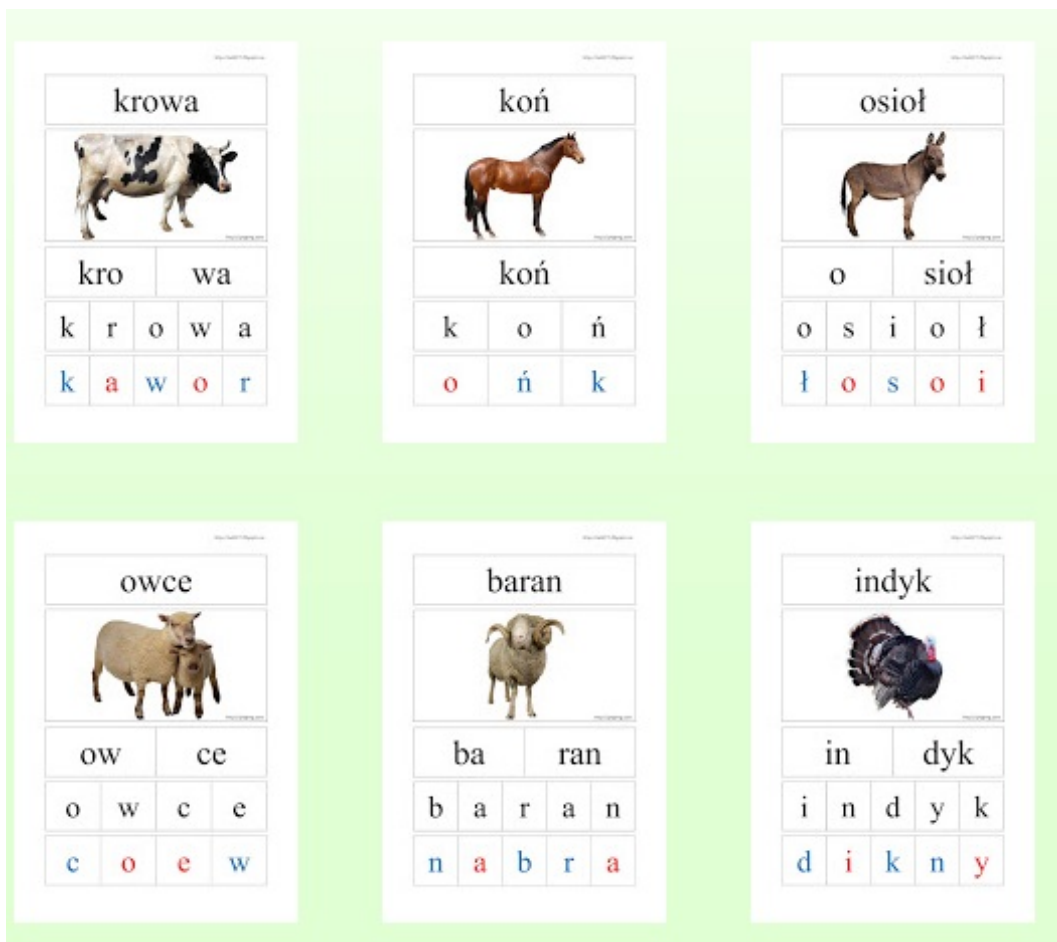 krowa
kro wa
k r o w a
k a w o r
koń
koń
k o ń
o ń k
osioł
o sioł
o s i o ł
ł o s o i
owce
ow ce
o w c e
c o e w
baran
ba ran
b a r a n
n a b r a
indyk
in dyk
i n d y k
d i k n y